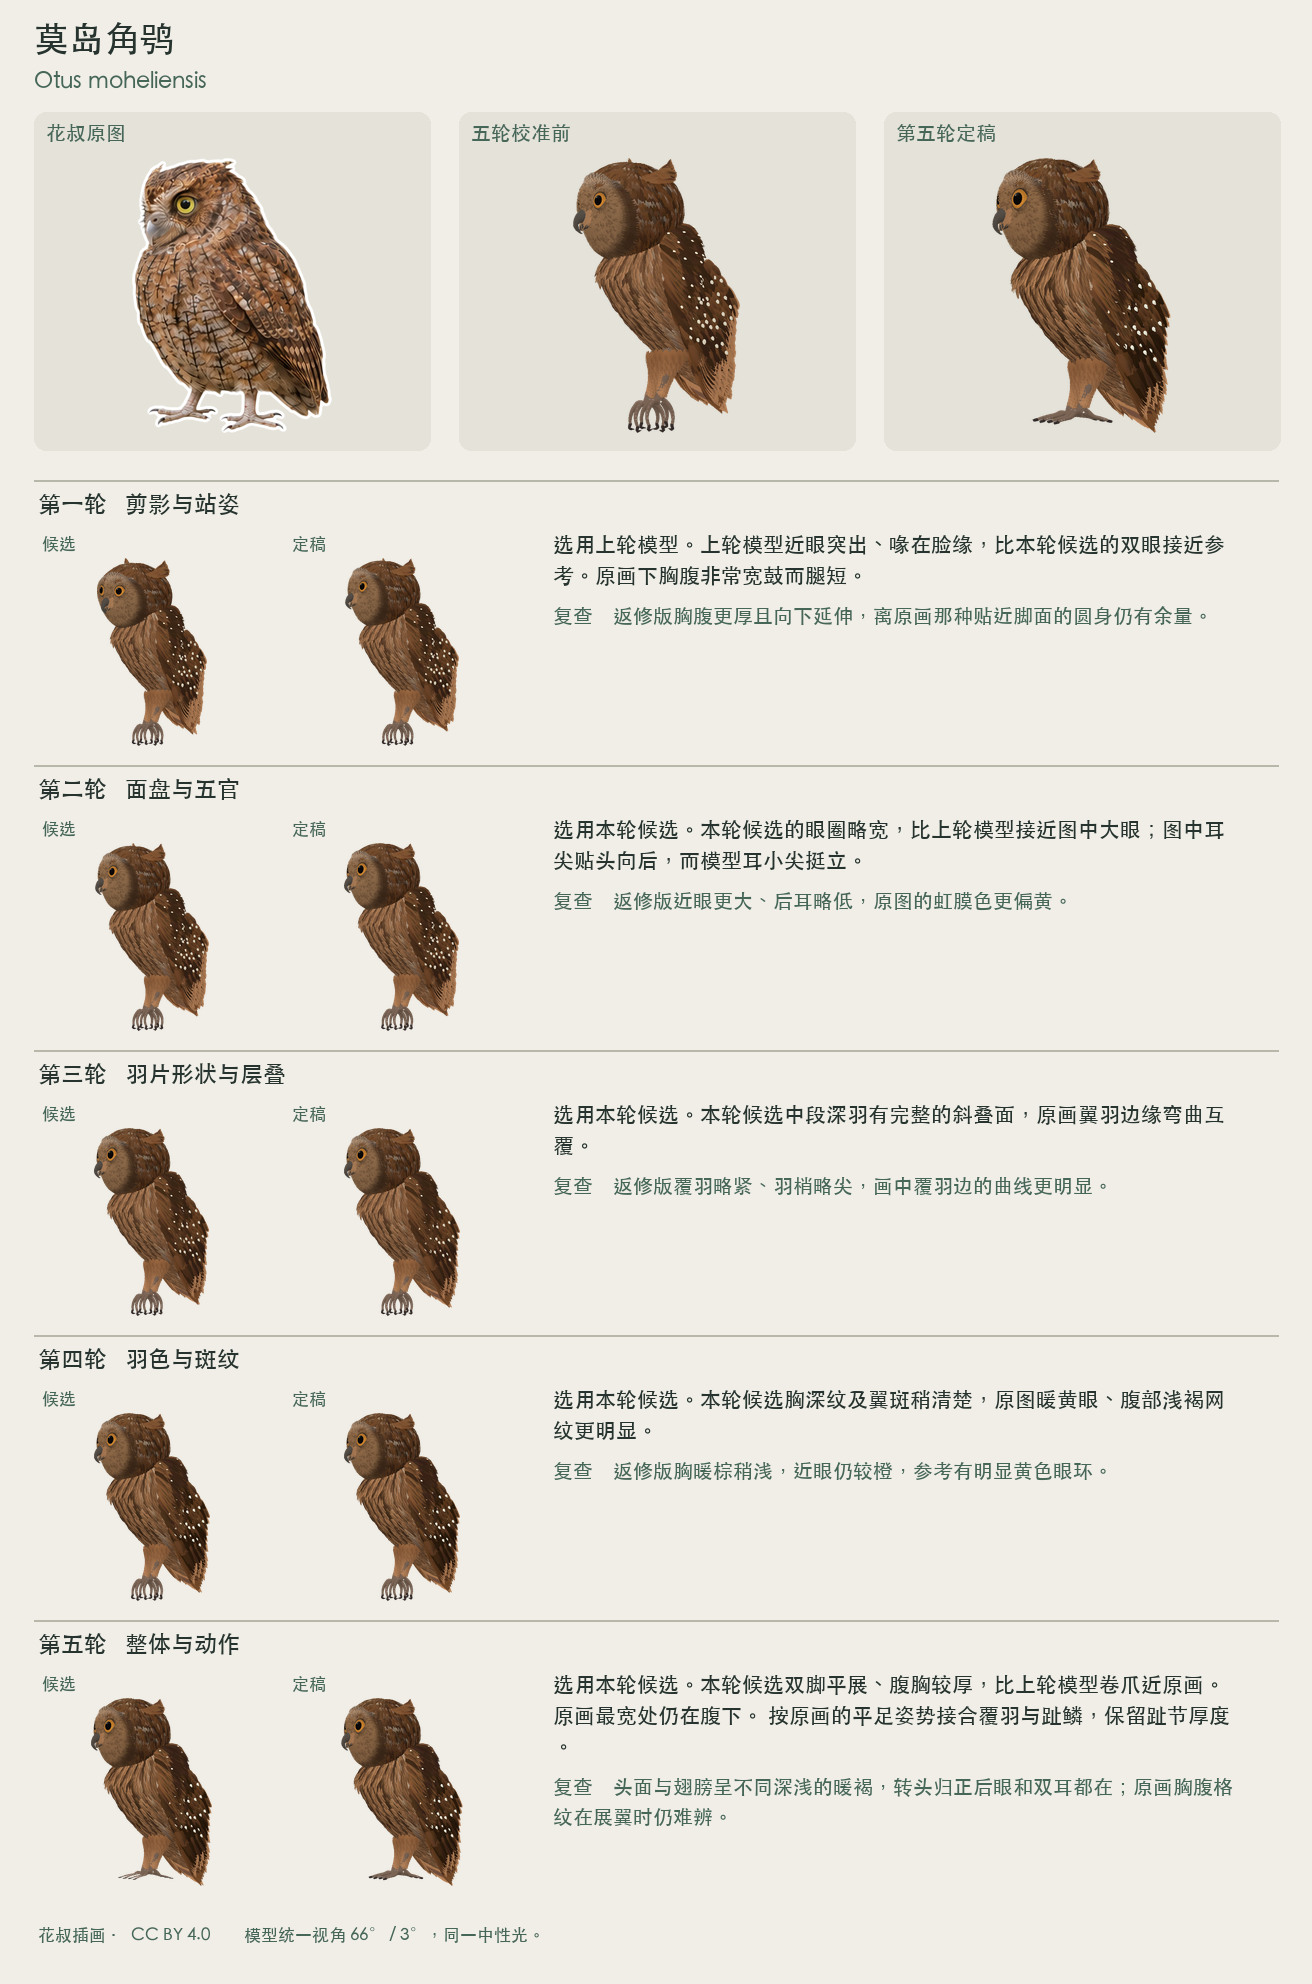 莫岛角鸮
Otus moheliensis
花叔原图
五轮校准前
第五轮定稿
第一轮 剪影与站姿
候选
定稿
选用上轮模型。上轮模型近眼突出、喙在脸缘，比本轮候选的双眼接近参
考。原画下胸腹非常宽鼓而腿短。
复查 返修版胸腹更厚且向下延伸，离原画那种贴近脚面的圆身仍有余量。
第二轮 面盘与五官
候选
定稿
选用本轮候选。本轮候选的眼圈略宽，比上轮模型接近图中大眼；图中耳
尖贴头向后，而模型耳小尖挺立。
复查 返修版近眼更大、后耳略低，原图的虹膜色更偏黄。
第三轮 羽片形状与层叠
候选
定稿
选用本轮候选。本轮候选中段深羽有完整的斜叠面，原画翼羽边缘弯曲互
覆。
复查 返修版覆羽略紧、羽梢略尖，画中覆羽边的曲线更明显。
第四轮 羽色与斑纹
候选
定稿
选用本轮候选。本轮候选胸深纹及翼斑稍清楚，原图暖黄眼、腹部浅褐网
纹更明显。
复查 返修版胸暖棕稍浅，近眼仍较橙，参考有明显黄色眼环。
第五轮 整体与动作
候选
定稿
选用本轮候选。本轮候选双脚平展、腹胸较厚，比上轮模型卷爪近原画。
原画最宽处仍在腹下。 按原画的平足姿势接合覆羽与趾鳞，保留趾节厚度
。
复查 头面与翅膀呈不同深浅的暖褐，转头归正后眼和双耳都在；原画胸腹格
纹在展翼时仍难辨。
花叔插画 · CC BY 4.0 模型统一视角 66° / 3° ，同一中性光。